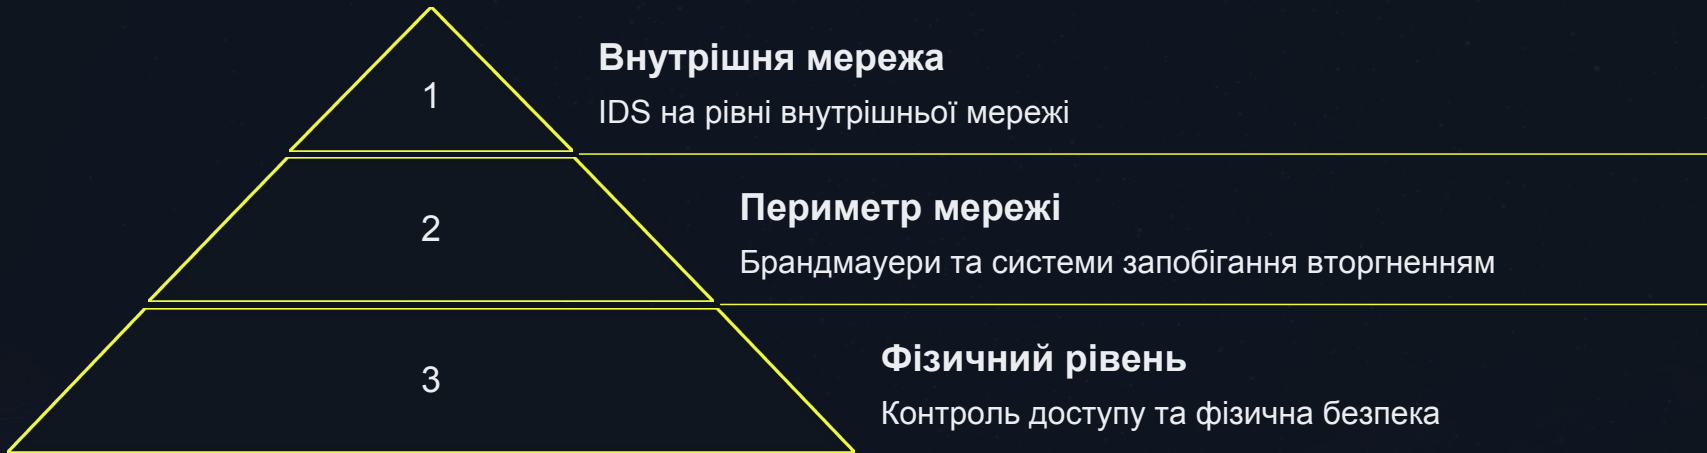 1
Внутрішня мережа
IDS на рівні внутрішньої мережі
2
Периметр мережі
Брандмауери та системи запобігання вторгненням
3
Фізичний рівень
Контроль доступу та фізична безпека